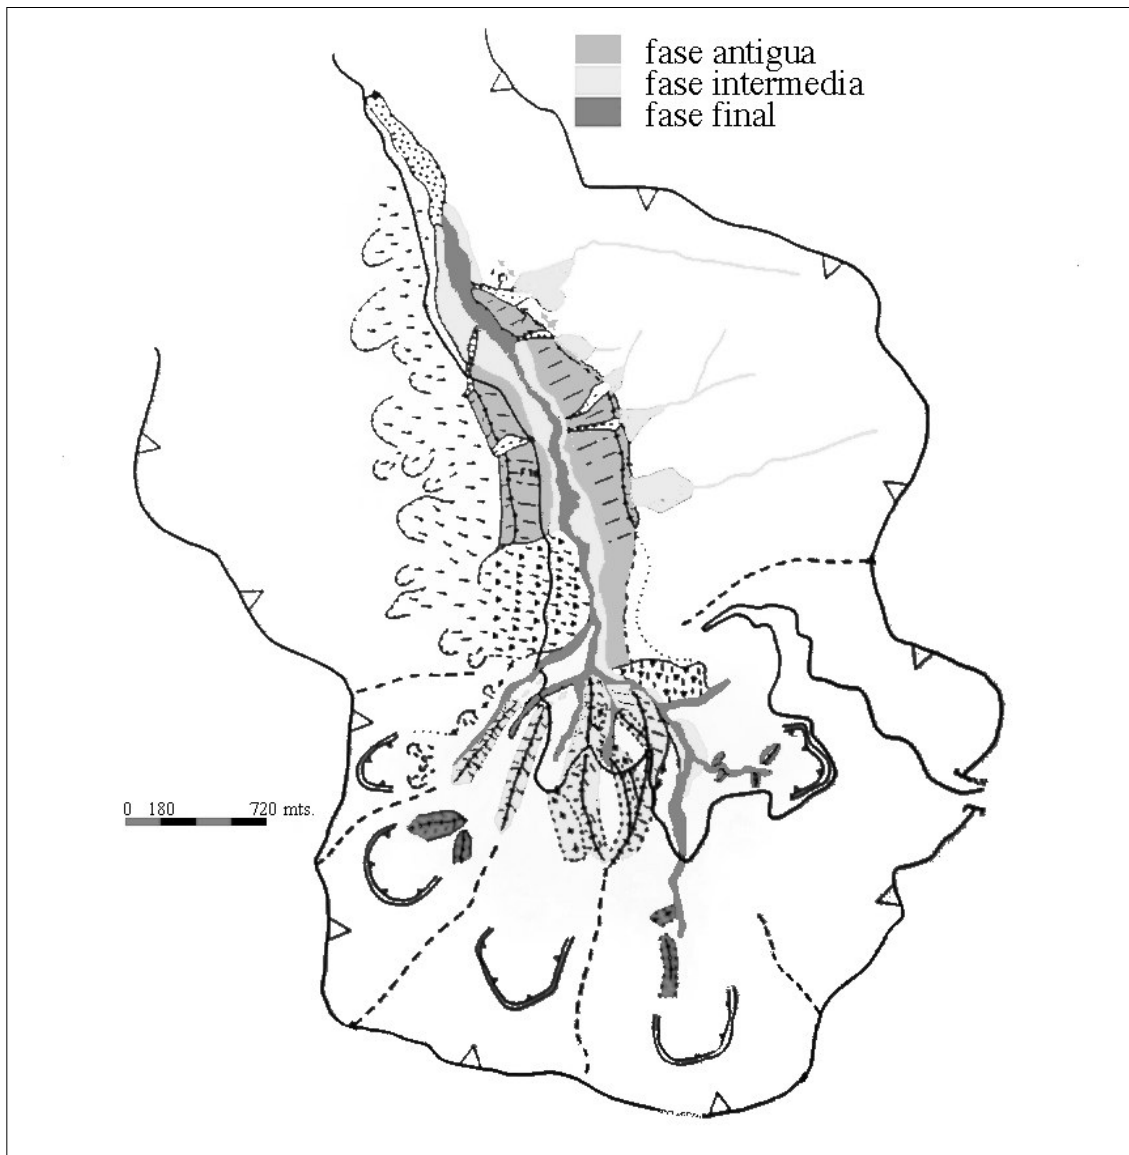 fase antigua
fase intermedia
fase final
0 180 720 mts.